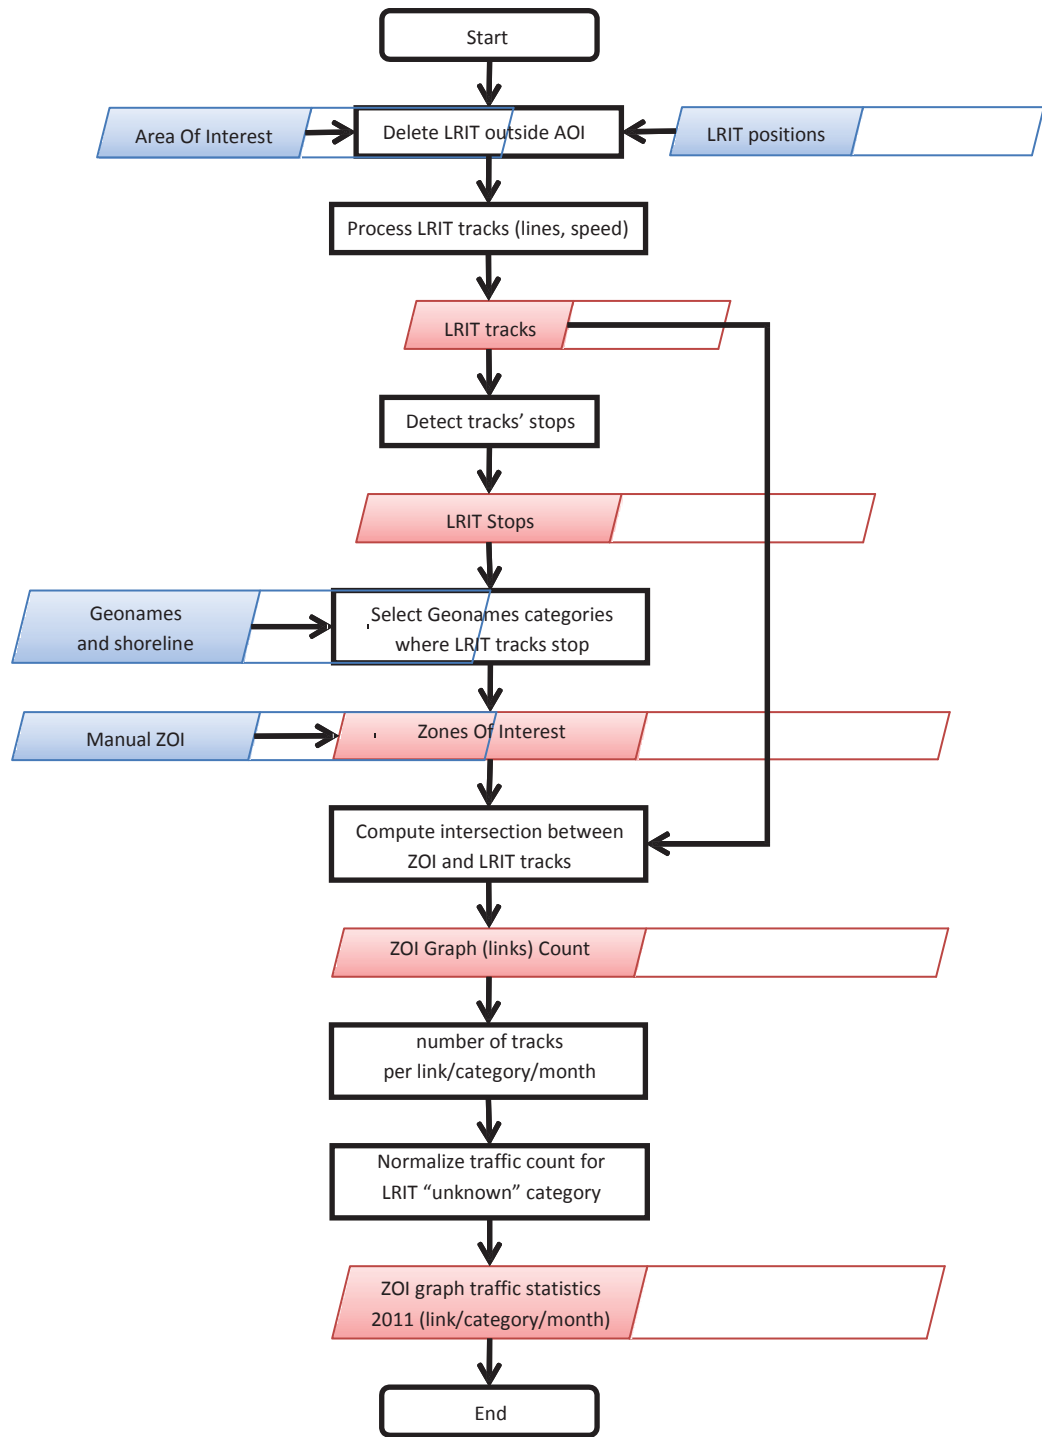 Start
Area Of Interest
Delete LRIT outside AOI
LRIT positions
Process LRIT tracks (lines, speed)
LRIT tracks
Detect tracks’ stops
LRIT Stops
Geonames
and shoreline
Select Geonames categories
where LRIT tracks stop
Manual ZOI
Zones Of Interest
Compute intersection between
ZOI and LRIT tracks
ZOI Graph (links) Count
number of tracks
per link/category/month
Normalize traffic count for
LRIT “unknown” category
ZOI graph traffic statistics
2011 (link/category/month)
End